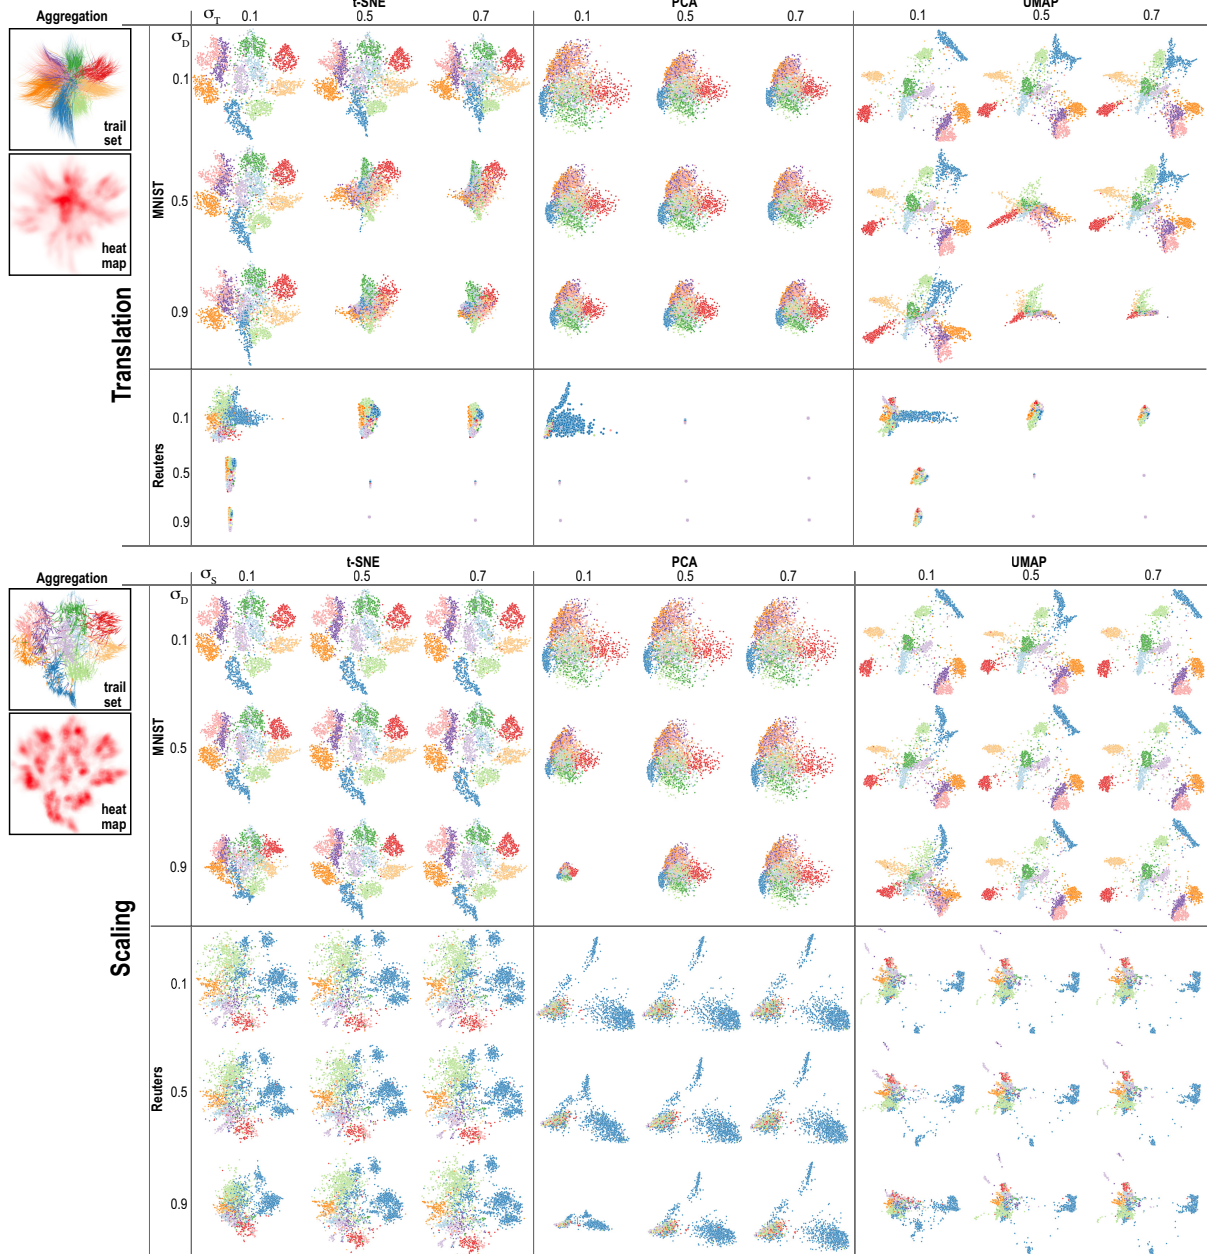 t-SNE PCA UMAP
Aggregation σT 0.1 0.5 0.7 0.1 0.5 0.7 0.1 0.5 0.7
σD
0.1
trail
set
MNIST
0.5
heat
map
0.9
Translation
0.1
Reuters
0.5
0.9
t-SNE PCA UMAP
Aggregation σS 0.1 0.5 0.7 0.1 0.5 0.7 0.1 0.5 0.7
σD
0.1
trail
set
MNIST
0.5
heat
map
0.9
Scaling
0.1
Reuters
0.5
0.9